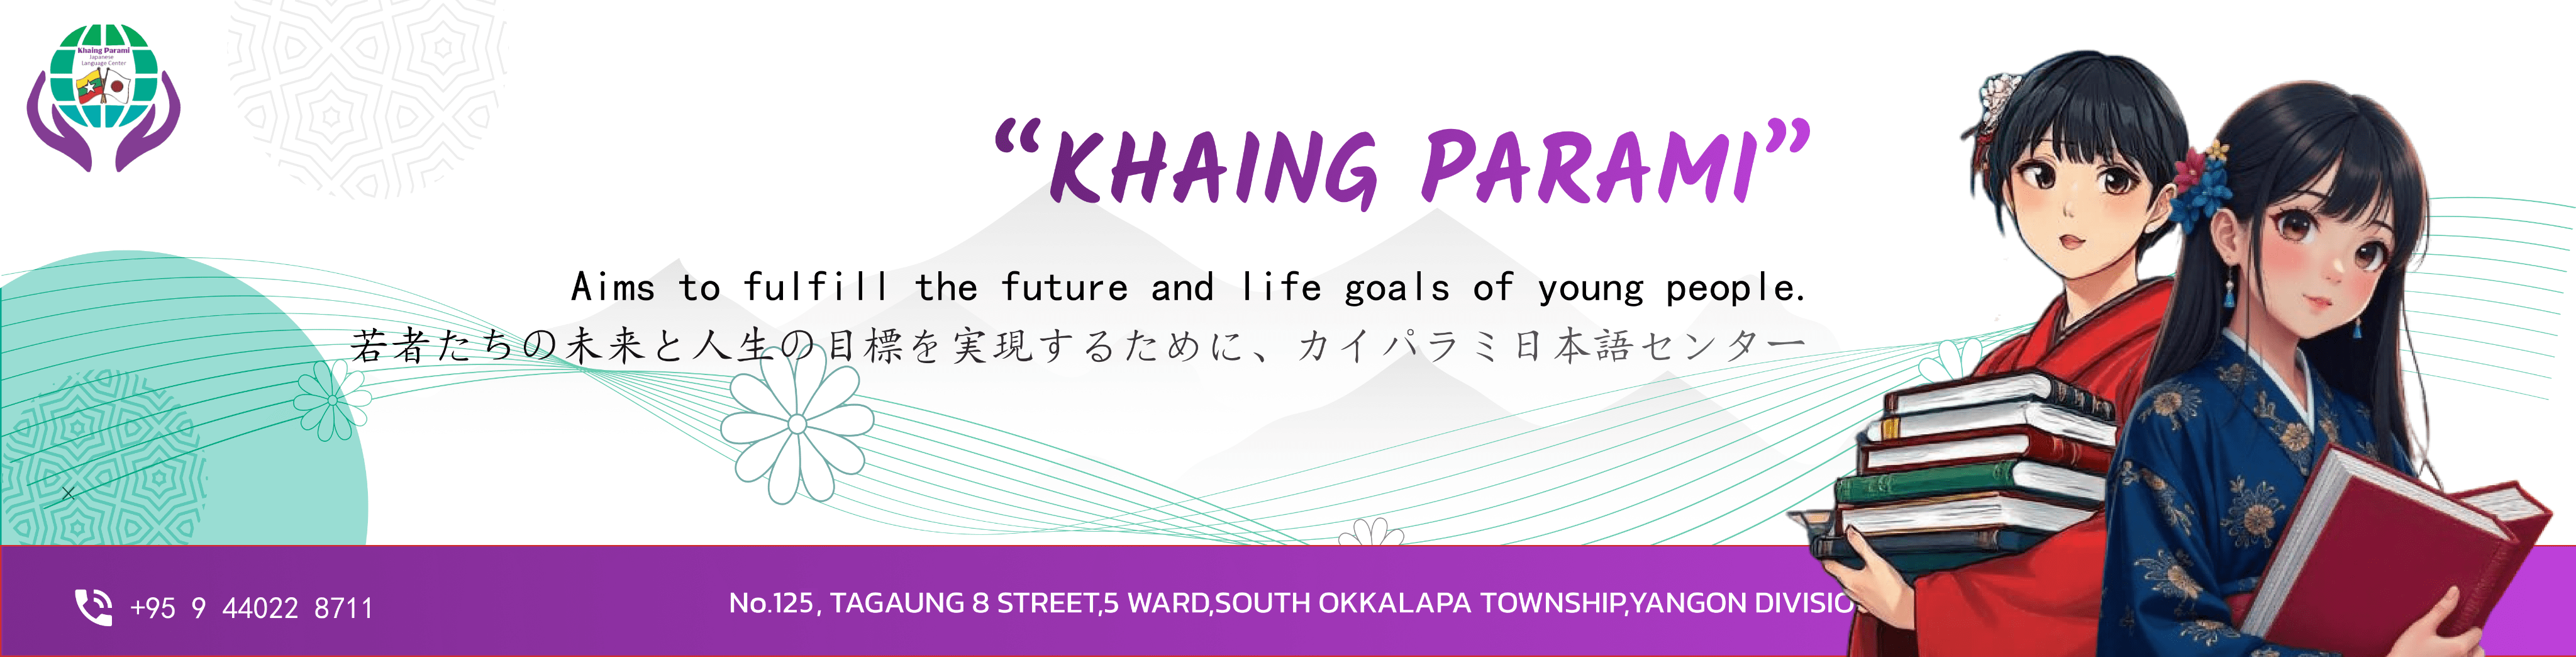 Khaing Parami
Japanese
Language Center
“KHAING PARAMI”
Aims to fulfill the future and life goals of young people.
若者たちの未来と人生の目標を実現するために、カイパラミ日本語センター
+95 9 44022 8711
No.125, TAGAUNG 8 STREET,5 WARD,SOUTH OKKALAPA TOWNSHIP,YANGON DIVISIO